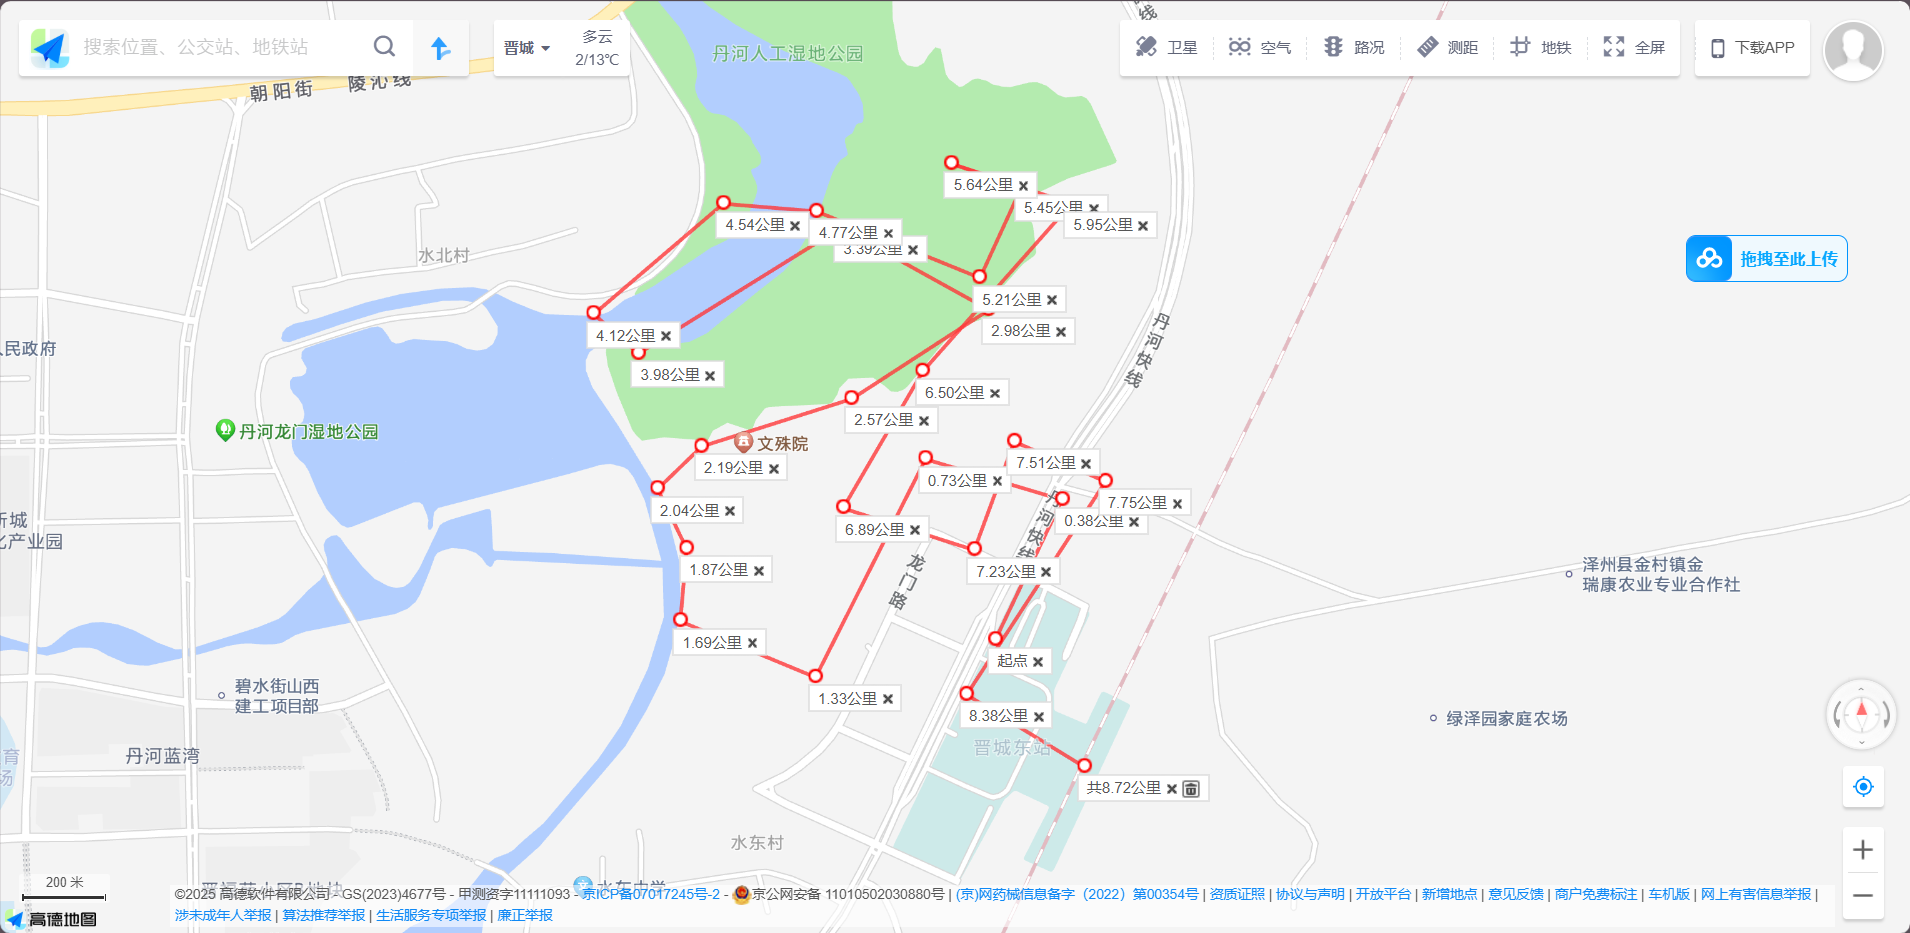 搜索位置、公交站、地铁站
晋城
多云
2/13℃
卫星
空气
路况
测距
地铁
全屏
下载APP
朝阳街
陵沁线
丹河人工湿地公园
线
5.64公里
5.45公里
5.95公里
4.54公里
4.77公里
3.39公里
水北村
拖拽至此上传
5.21公里
2.98公里
4.12公里
丹河快线
人民政府
3.98公里
6.50公里
2.57公里
丹河龙门湿地公园
文殊院
2.19公里
7.51公里
0.73公里
2.04公里
7.75公里
0.38公里
丹河快线
新城
化产业园
6.89公里
龙门路
1.87公里
7.23公里
泽州县金村镇金
瑞康农业专业合作社
1.69公里
起点
碧水街山西
建工项目部
1.33公里
8.38公里
绿泽园家庭农场
晋城东站
丹河蓝湾
育
场
共8.72公里
水东村
200 米
水东中学
©2025 高德软件有限公司 - GS(2023)4677号 - 甲测资字11111093 - 京ICP备07017245号-2 - 京公网安备 11010502030880号 | (京)网药械信息备字（2022）第00354号 | 资质证照 | 协议与声明 | 开放平台 | 新增地点 | 意见反馈 | 商户免费标注 | 车机版 | 网上有害信息举报 |
涉未成年人举报 | 算法推荐举报 | 生活服务专项举报 | 廉正举报
高德地图